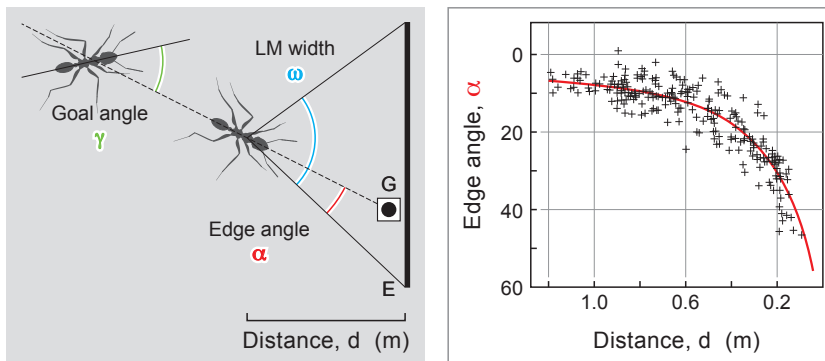 LM width
ω
Goal angle
γ
G
Edge angle
α
E
Distance, d (m)
Edge angle, α
0
20
40
60
1.0
0.6
0.2
Distance, d (m)